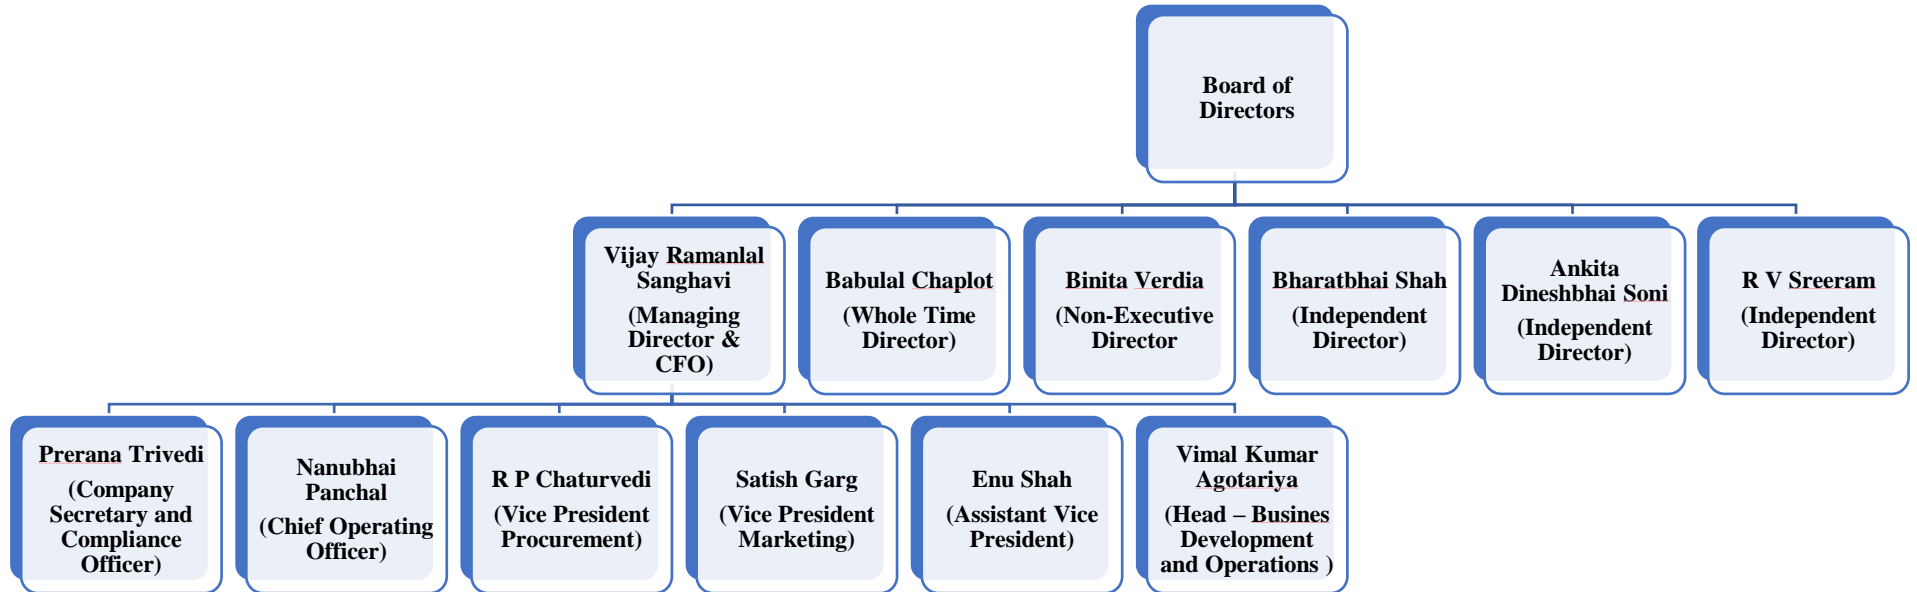 Board of
Directors
Vijay Ramanlal
Sanghavi
(Managing
Director &
CFO)
Babulal Chaplot
(Whole Time
Director)
Binita Verdia
(Non-Executive
Director
Bharatbhai Shah
(Independent
Director)
Ankita
Dineshbhai Soni
(Independent
Director)
R V Sreeram
(Independent
Director)
Prerana Trivedi
(Company
Secretary and
Compliance
Officer)
Nanubhai
Panchal
(Chief Operating
Officer)
R P Chaturvedi
(Vice President
Procurement)
Satish Garg
(Vice President
Marketing)
Enu Shah
(Assistant Vice
President)
Vimal Kumar
Agotariya
(Head – Busines
Development
and Operations )